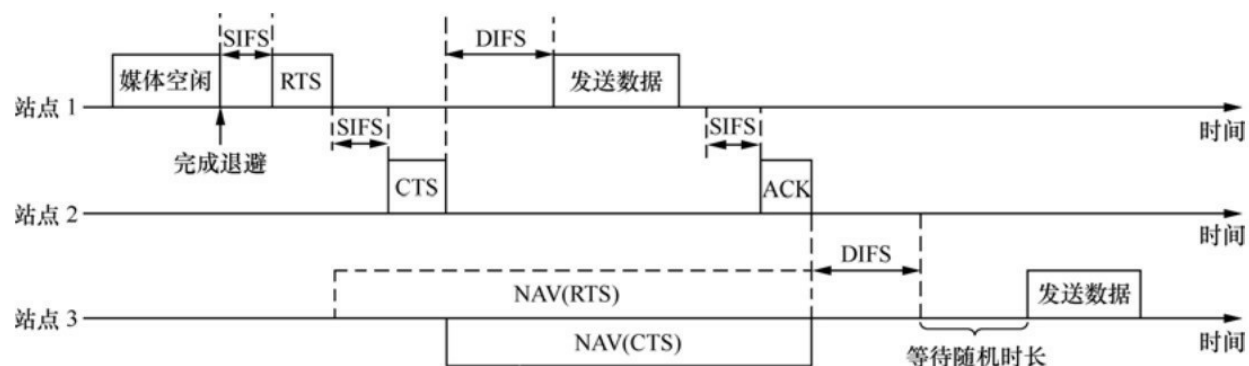 SIFS
DIFS
媒体空闲
RTS
发送数据
站点 1
时间
SIFS
SIFS
完成退避
CTS
ACK
站点 2
时间
DIFS
NAV(RTS)
发送数据
站点 3
时间
NAV(CTS)
等待随机时长